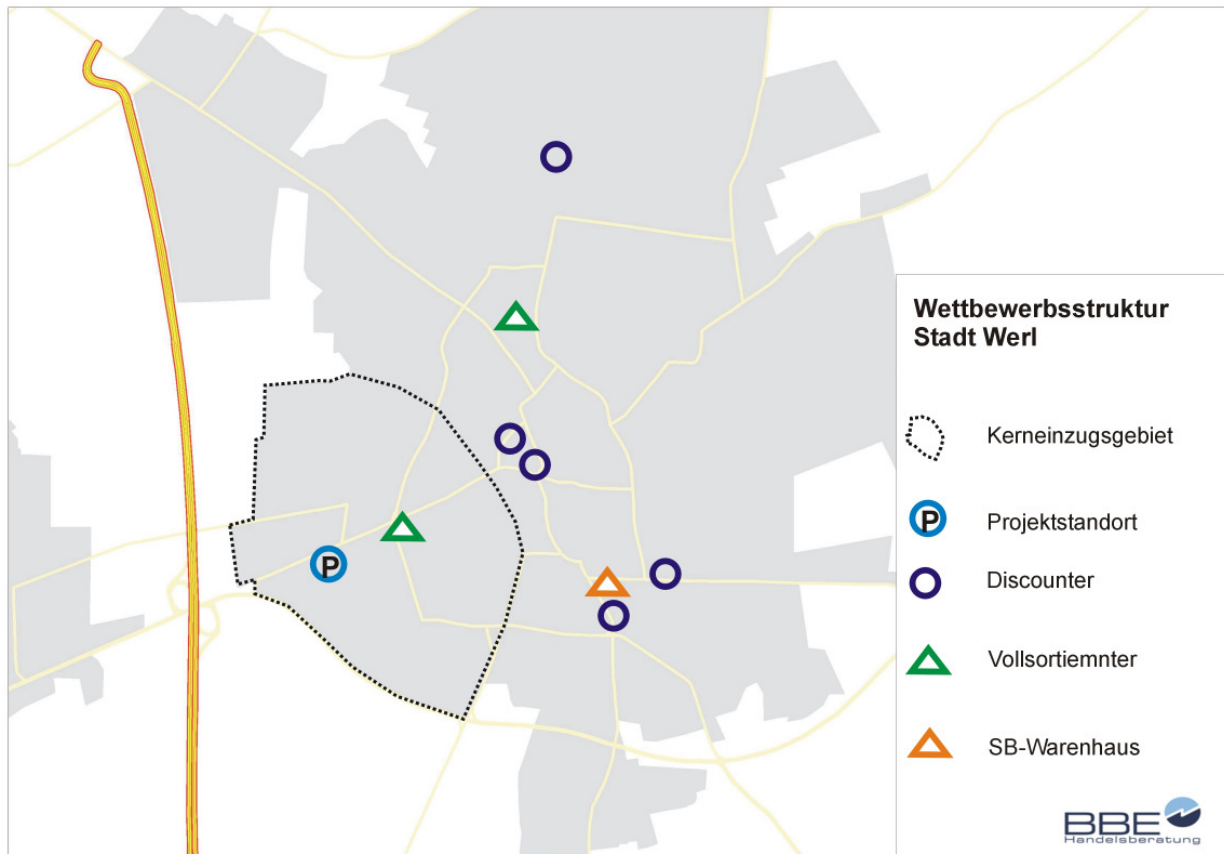 Wettbewerbsstruktur
Stadt Werl
Kerneinzugsgebiet
P
P
Projektstandort
Discounter
Vollsortiemnter
SB-Warenhaus
BBE
Handelsberatung